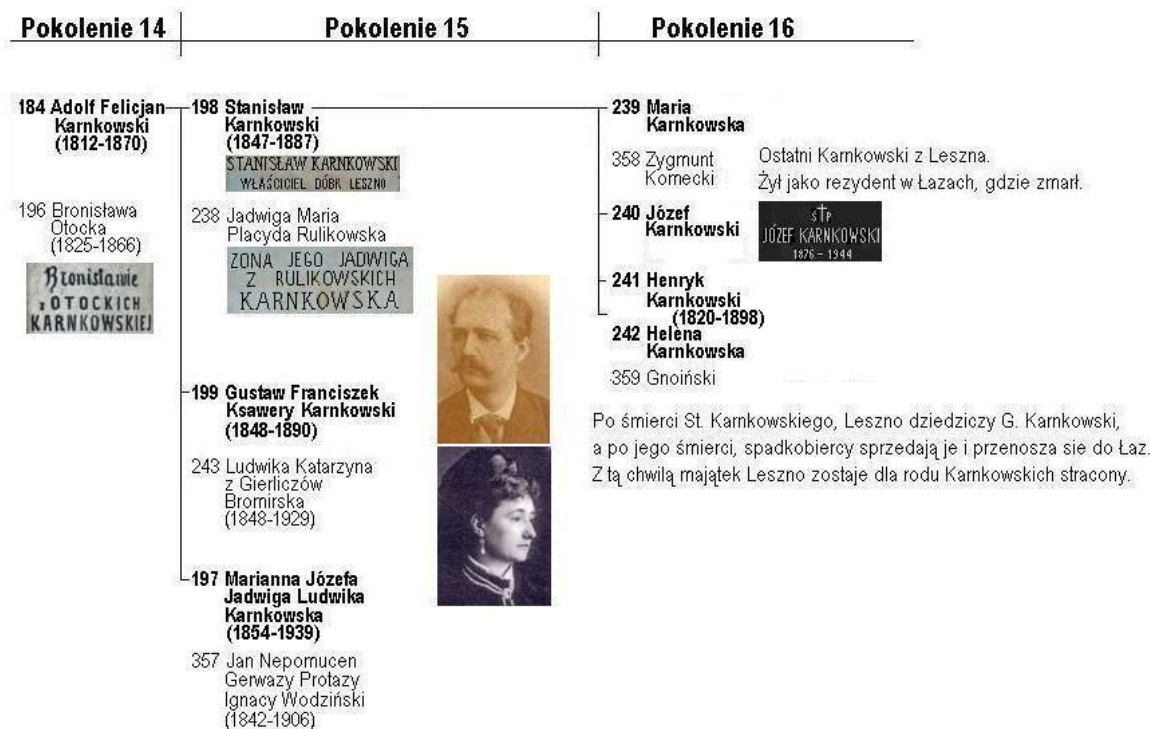 Pokolenie 14
Pokolenie 15
Pokolenie 16
184 Adolf Felicjan
Karnkowski
(1812-1870)
196 Bronisława
Otocka
(1825-1866)
Bronisławie
z OTOCKICH
KARNKOWSKIEJ
198 Stanisław
Karnkowski
(1847-1887)
STANISŁAW KARNKOWSKI
WŁAŚCICIEL DÓBR LESZNO
238 Jadwiga Maria
Placyda Rulikowska
ZONA JEGO JADWIGA
Z RULIKOWSKICH
KARNKOWSKA
199 Gustaw Franciszek
Ksawery Karnkowski
(1848-1890)
243 Ludwika Katarzyna
z Gierliczów
Bromirska
(1848-1929)
197 Marianna Józefa
Jadwiga Ludwika
Karnkowska
(1854-1939)
357 Jan Nepomucen
Gerwazy Protazy
Ignacy Wodziński
(1842-1906)
239 Maria
Karnkowska
358 Zygmunt
Kornecki
Ostatni Karnkowski z Leszna.
Żył jako rezydent w Łazach, gdzie zmarł.
240 Józef
Karnkowski
Ś P
JÓZEF KARNKOWSKI
1876 - 1944
241 Henryk
Karnkowski
(1820-1898)
242 Helena
Karnkowska
359 Gnoiński
Po śmierci St. Karnkowskiego, Leszno dziedziczy G. Karnkowski,
a po jego śmierci, spadkobiercy sprzedają je i przenosza sie do Łaz.
Z tą chwilą majątek Leszno zostaje dla rodu Karnkowskich stracony.